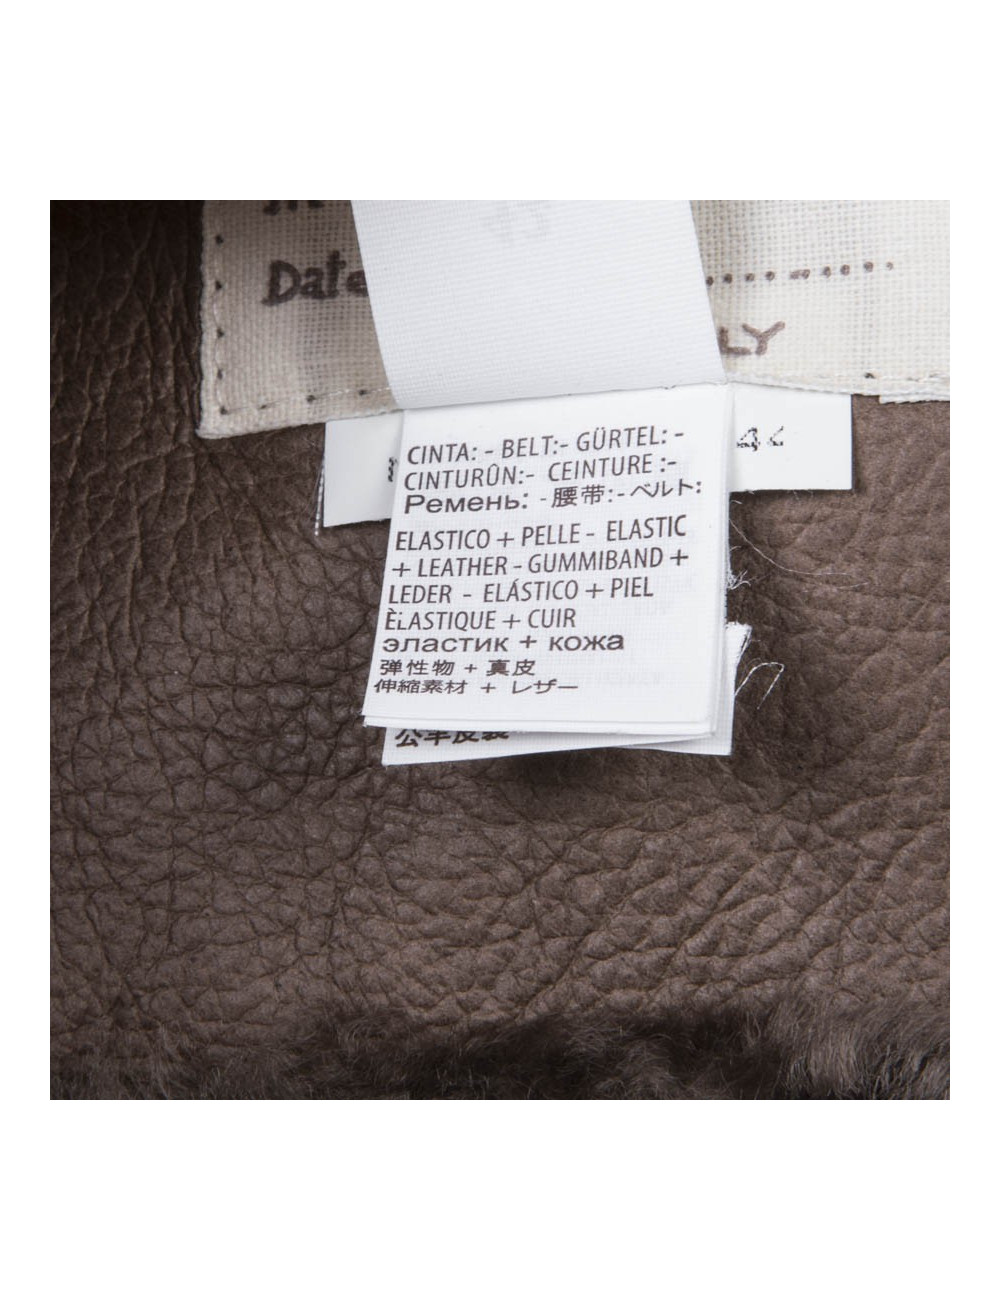 Date
LY
44
CINTA: - BELT:- GÜRTEL: -
CINTURÛN:- CEINTURE :-
Ремень: - 腰带:- ベルト:
ELASTICO + PELLE - ELASTIC
+ LEATHER - GUMMIBAND +
LEDER - ELÁSTICO + PIEL
ÈLASTIQUE + CUIR
эластик + кожа
弹性物 + 真皮
伸縮素材 + レザー